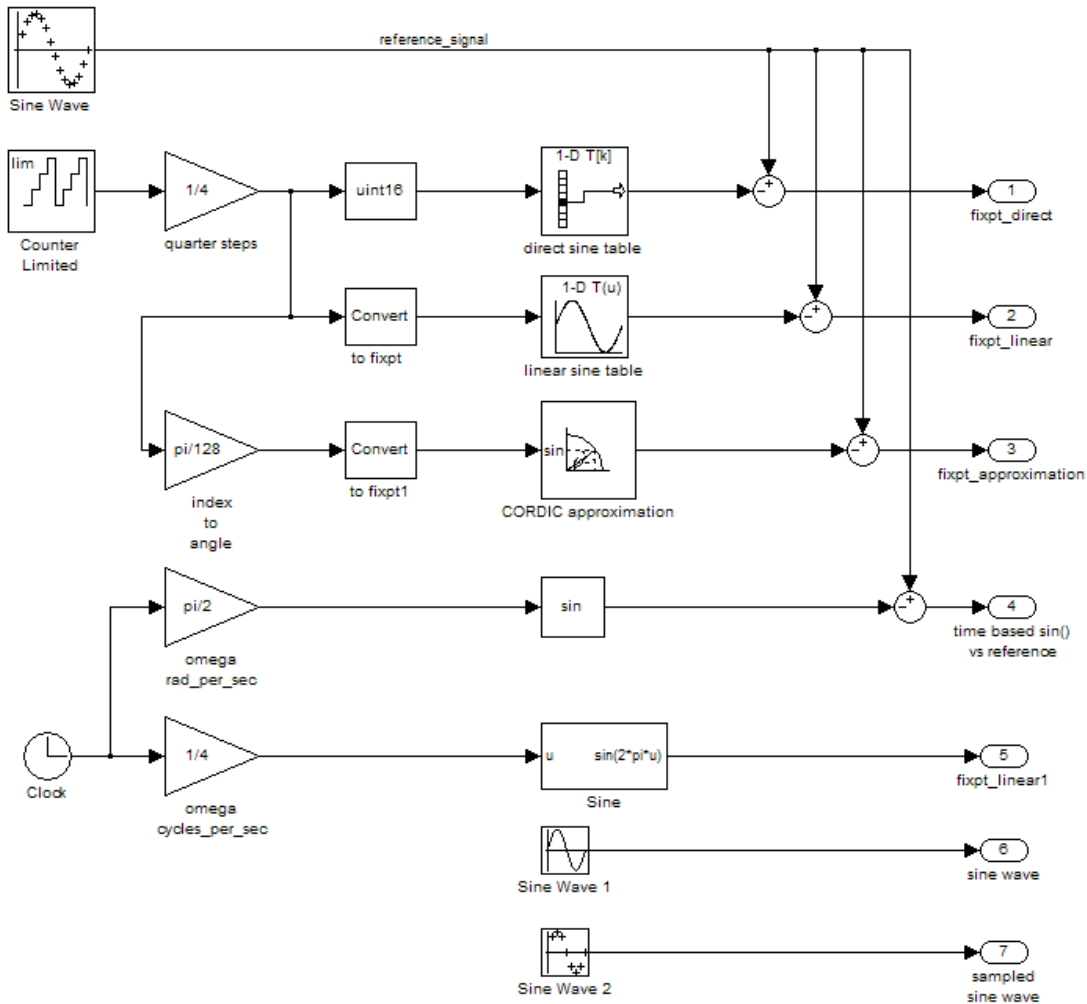 reference_signal
Sine Wave
lim
Counter
Limited
1/4
quarter steps
uint16
1-D T[k]
direct sine table
1
fixpt_direct
Convert
to fixpt
1-D T(u)
linear sine table
2
fixpt_linear
pi/128
index
to
angle
Convert
to fixpt1
sin
CORDIC approximation
3
fixpt_approximation
pi/2
omega
rad_per_sec
sin
4
time based sin()
vs reference
Clock
1/4
omega
cycles_per_sec
u sin(2*pi*u)
Sine
5
fixpt_linear1
Sine Wave 1
6
sine wave
Sine Wave 2
7
sampled
sine wave